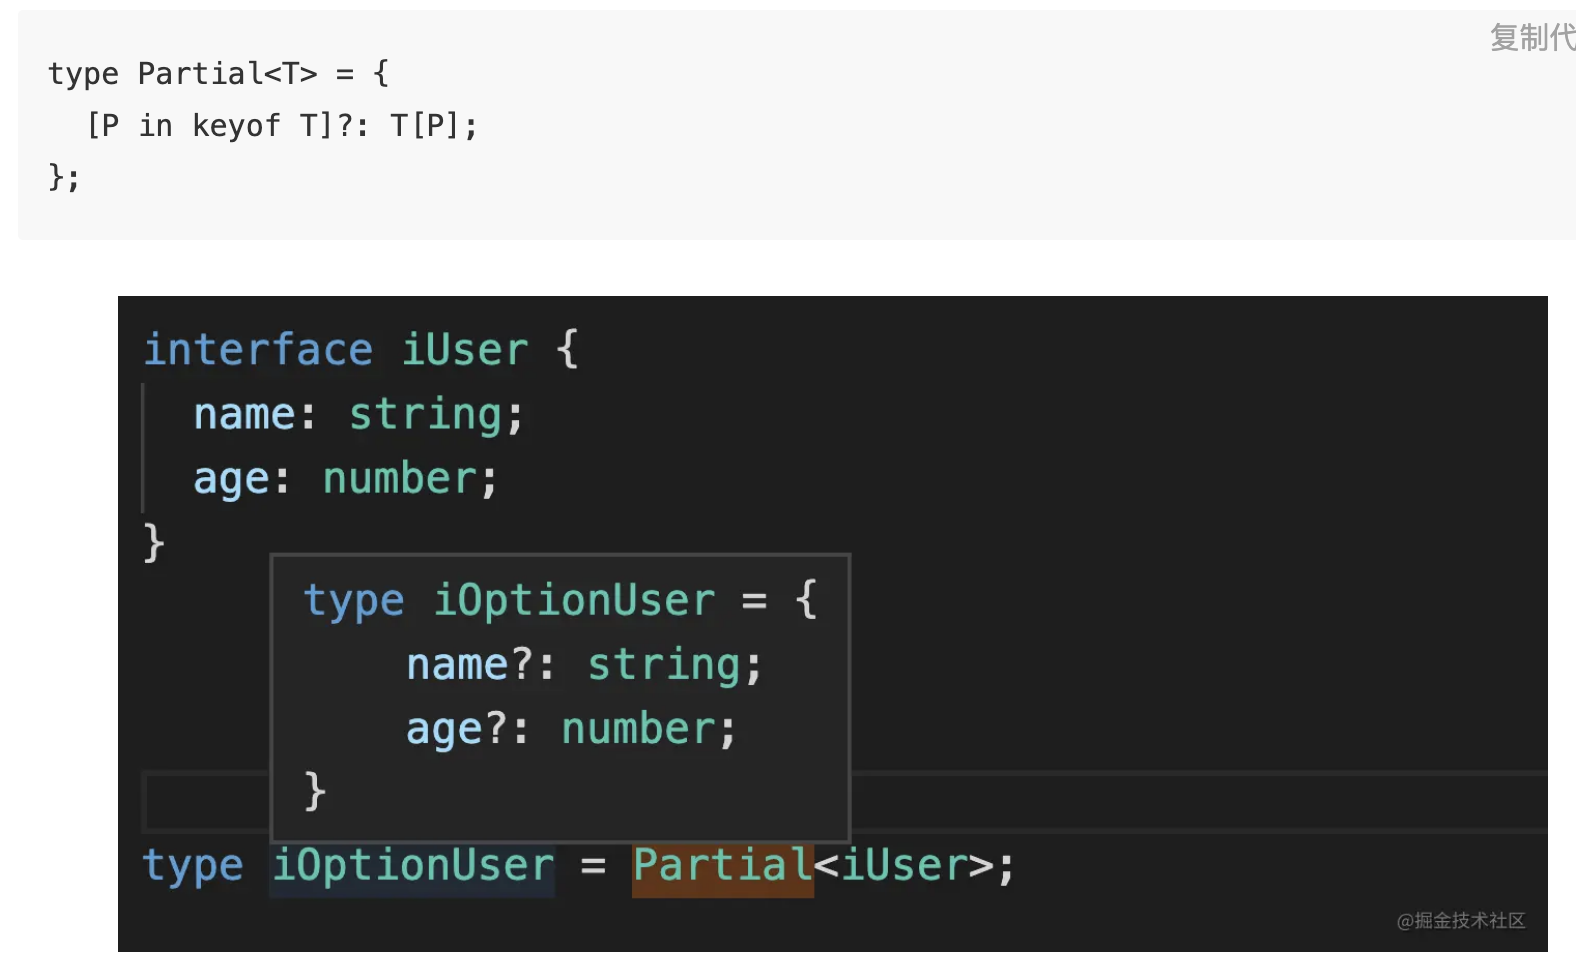 复制代
type Partial<T> = {
  [P in keyof T]?: T[P];
};
interface iUser {
  name: string;
  age: number;
}
type iOptionUser = {
    name?: string;
    age?: number;
}
type iOptionUser = Partial<iUser>;
@掘金技术社区